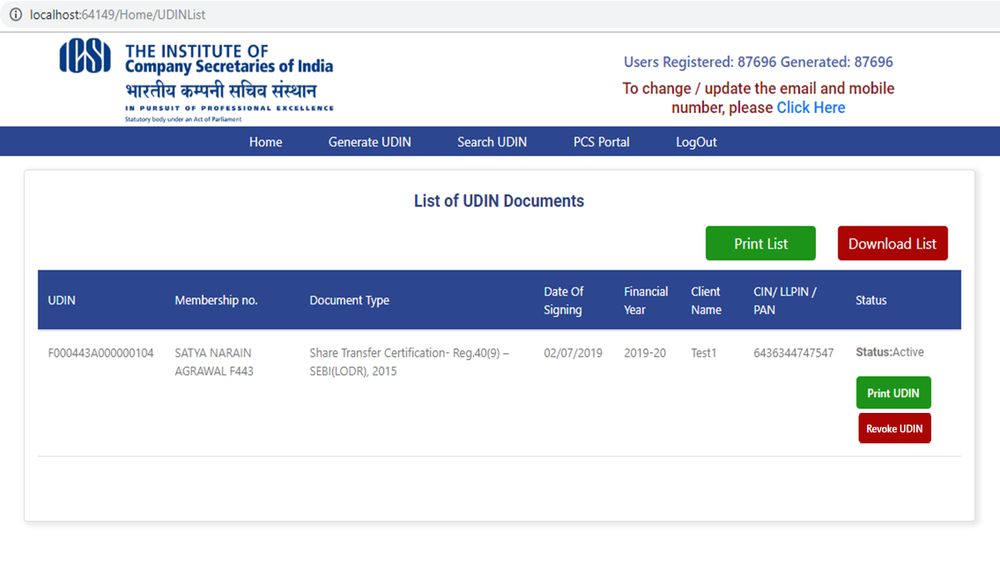 localhost:64149/Home/UDINList
ICSI
THE INSTITUTE OF
Company Secretaries of India
भारतीय कम्पनी सचिव संस्थान
IN PURSUIT OF PROFESSIONAL EXCELLENCE
Statutory body under an Act of Parliament
Users Registered: 87696 Generated: 87696
To change / update the email and mobile
number, please Click Here
Home Generate UDIN Search UDIN PCS Portal LogOut
List of UDIN Documents
Print List Download List
UDIN Membership no. Document Type Date Of Financial Client CIN/ LLPIN / Status
Signing Year Name PAN
F000443A000000104 SATYA NARAIN Share Transfer Certification- Reg.40(9) – 02/07/2019 2019-20 Test1 6436344747547 Status:Active
AGRAWAL F443 SEBI(LODR), 2015
Print UDIN
Revoke UDIN